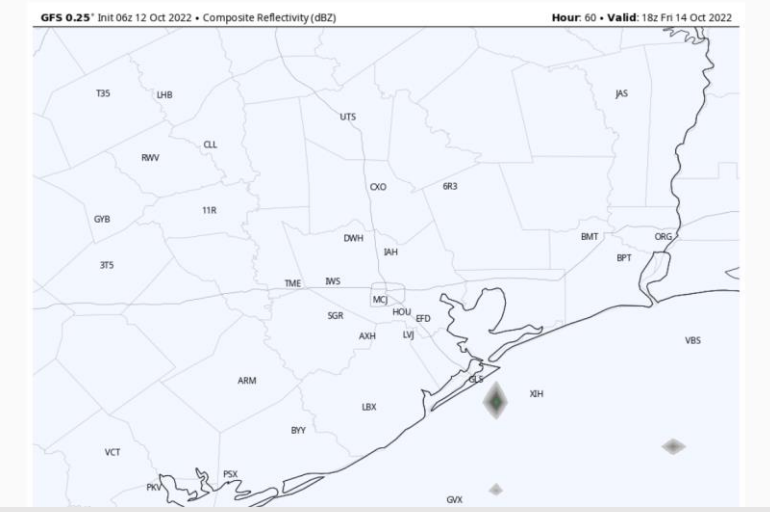 GFS 0.25° Init 06z 12 Oct 2022 • Composite Reflectivity (dBZ)
Hour: 60 • Valid: 18z Fri 14 Oct 2022
T35
LHB
JAS
UTS
CLL
RWV
CXO
6R3
11R
GYB
DWH
BMT
ORG
IAH
BPT
3T5
TME
IWS
MCJ
SGR
HOU
EFD
AXH
LVJ
VBS
ARM
GLS
XIH
LBX
BYY
VCT
PSX
PKV
GVX